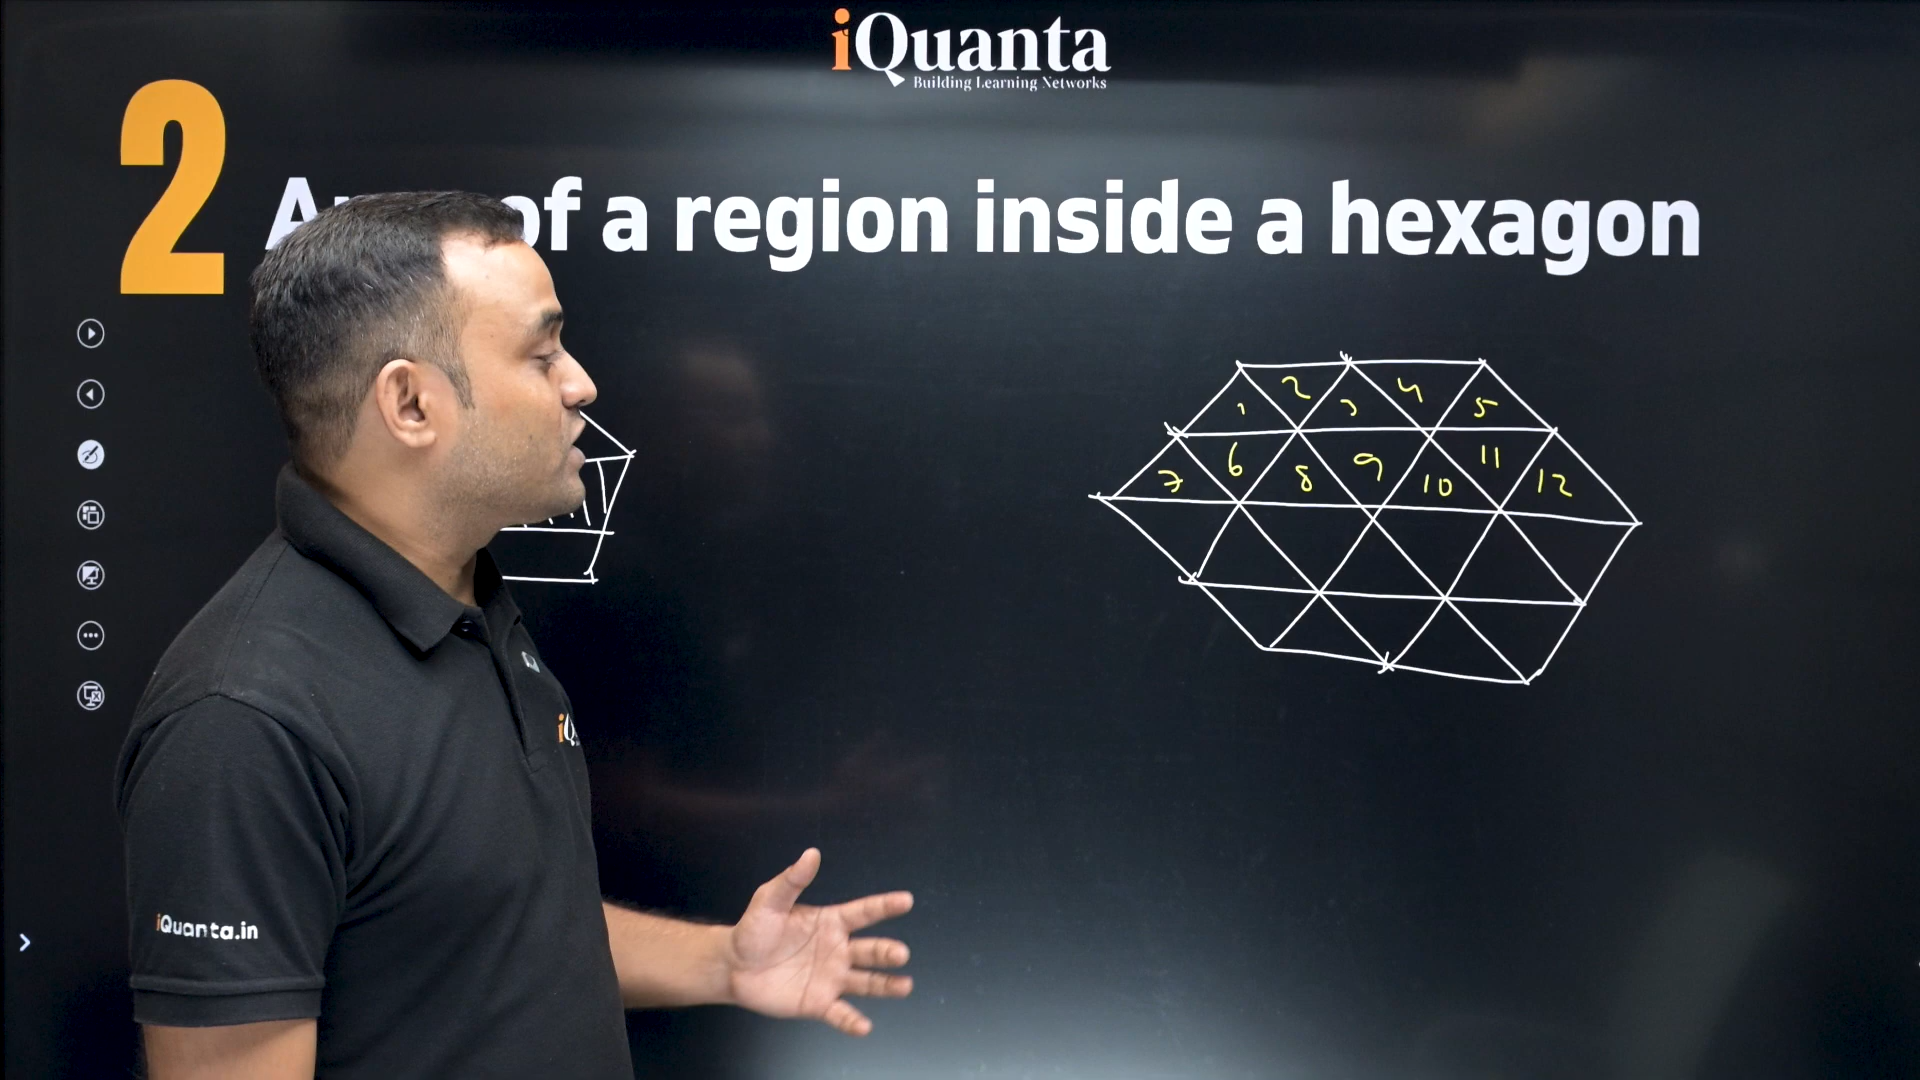 iQuanta
Building Learning Networks
2
of a region inside a hexagon
1 2 3 4 5
7 6 8 9 10 11 12
iQuanta.in